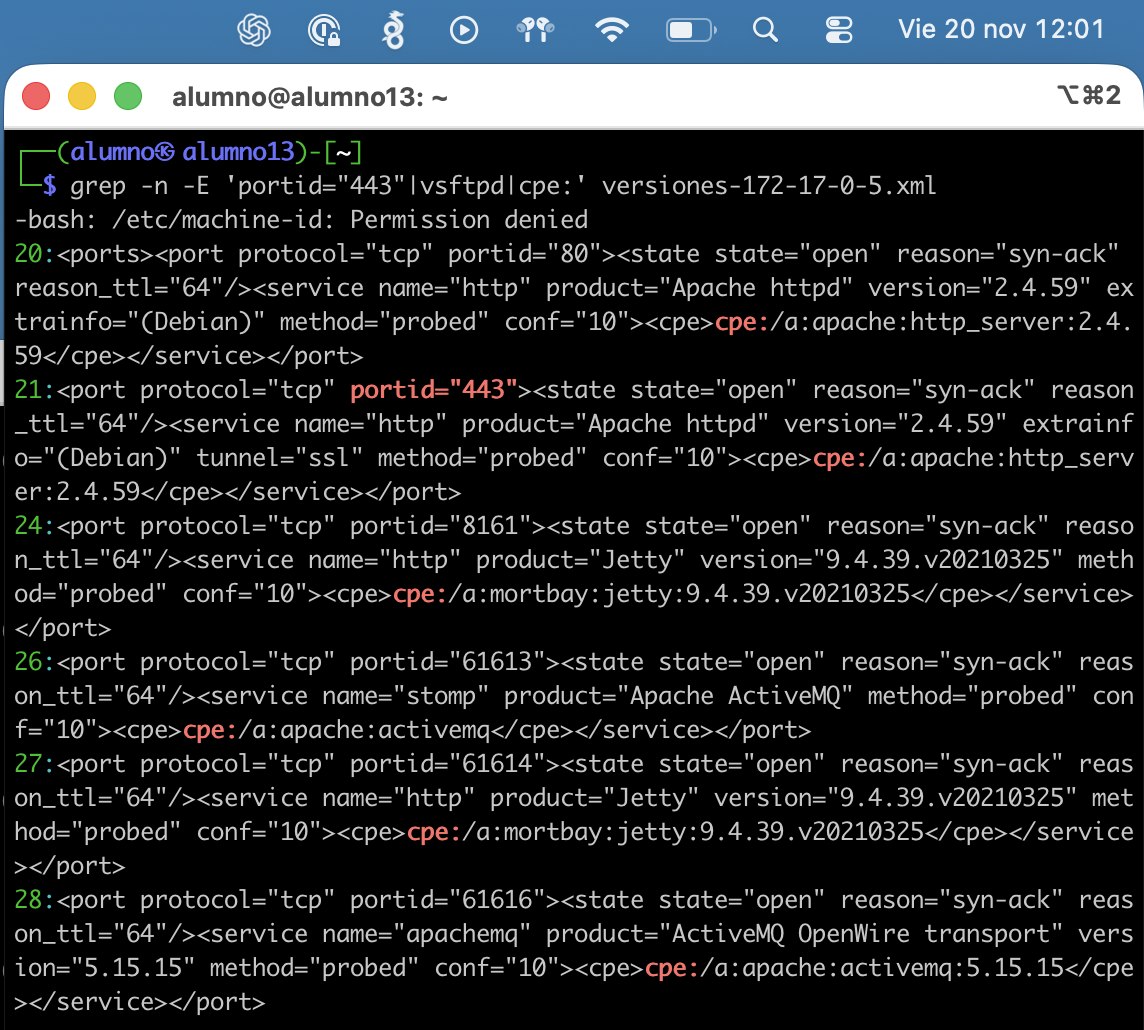 Vie 20 nov 12:01
alumno@alumno13: ~
⌥⌘2
┌──(alumno㉿alumno13)-[~]
└─$ grep -n -E 'portid="443"|vsftpd|cpe:' versiones-172-17-0-5.xml
-bash: /etc/machine-id: Permission denied
20:<ports><port protocol="tcp" portid="80"><state state="open" reason="syn-ack"
reason_ttl="64"/><service name="http" product="Apache httpd" version="2.4.59" ex
trainfo="(Debian)" method="probed" conf="10"><cpe>cpe:/a:apache:http_server:2.4.
59</cpe></service></port>
21:<port protocol="tcp" portid="443"><state state="open" reason="syn-ack" reason
_ttl="64"/><service name="http" product="Apache httpd" version="2.4.59" extrainf
o="(Debian)" tunnel="ssl" method="probed" conf="10"><cpe>cpe:/a:apache:http_serv
er:2.4.59</cpe></service></port>
24:<port protocol="tcp" portid="8161"><state state="open" reason="syn-ack" reaso
n_ttl="64"/><service name="http" product="Jetty" version="9.4.39.v20210325" meth
od="probed" conf="10"><cpe>cpe:/a:mortbay:jetty:9.4.39.v20210325</cpe></service>
</port>
26:<port protocol="tcp" portid="61613"><state state="open" reason="syn-ack" reas
on_ttl="64"/><service name="stomp" product="Apache ActiveMQ" method="probed" con
f="10"><cpe>cpe:/a:apache:activemq</cpe></service></port>
27:<port protocol="tcp" portid="61614"><state state="open" reason="syn-ack" reas
on_ttl="64"/><service name="http" product="Jetty" version="9.4.39.v20210325" met
hod="probed" conf="10"><cpe>cpe:/a:mortbay:jetty:9.4.39.v20210325</cpe></service
></port>
28:<port protocol="tcp" portid="61616"><state state="open" reason="syn-ack" reas
on_ttl="64"/><service name="apachemq" product="ActiveMQ OpenWire transport" vers
ion="5.15.15" method="probed" conf="10"><cpe>cpe:/a:apache:activemq:5.15.15</cpe
></service></port>